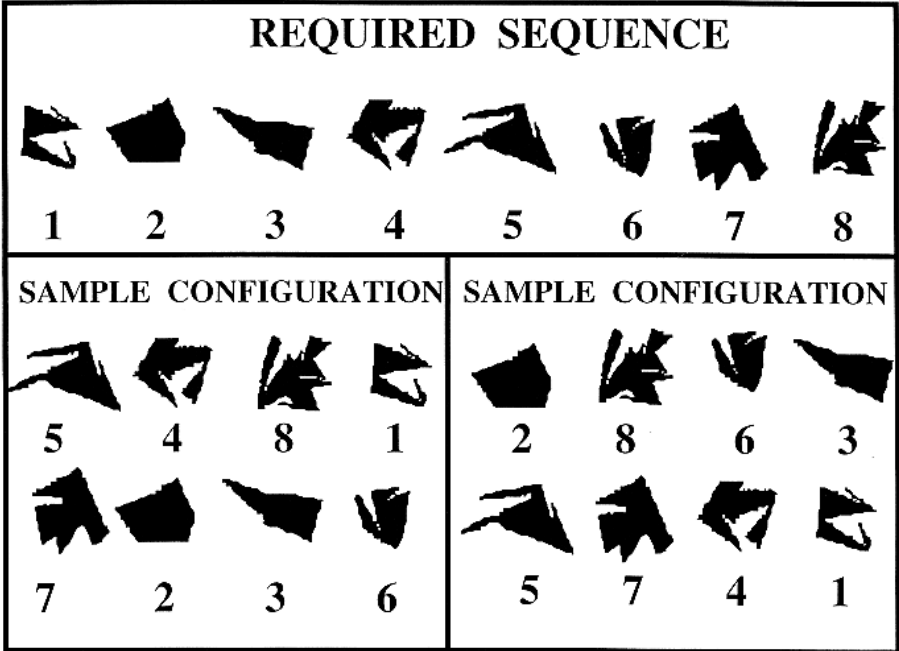 REQUIRED SEQUENCE
1 2 3 4 5 6 7 8
SAMPLE CONFIGURATION
5 4 8 1
7 2 3 6
SAMPLE CONFIGURATION
2 8 6 3
5 7 4 1